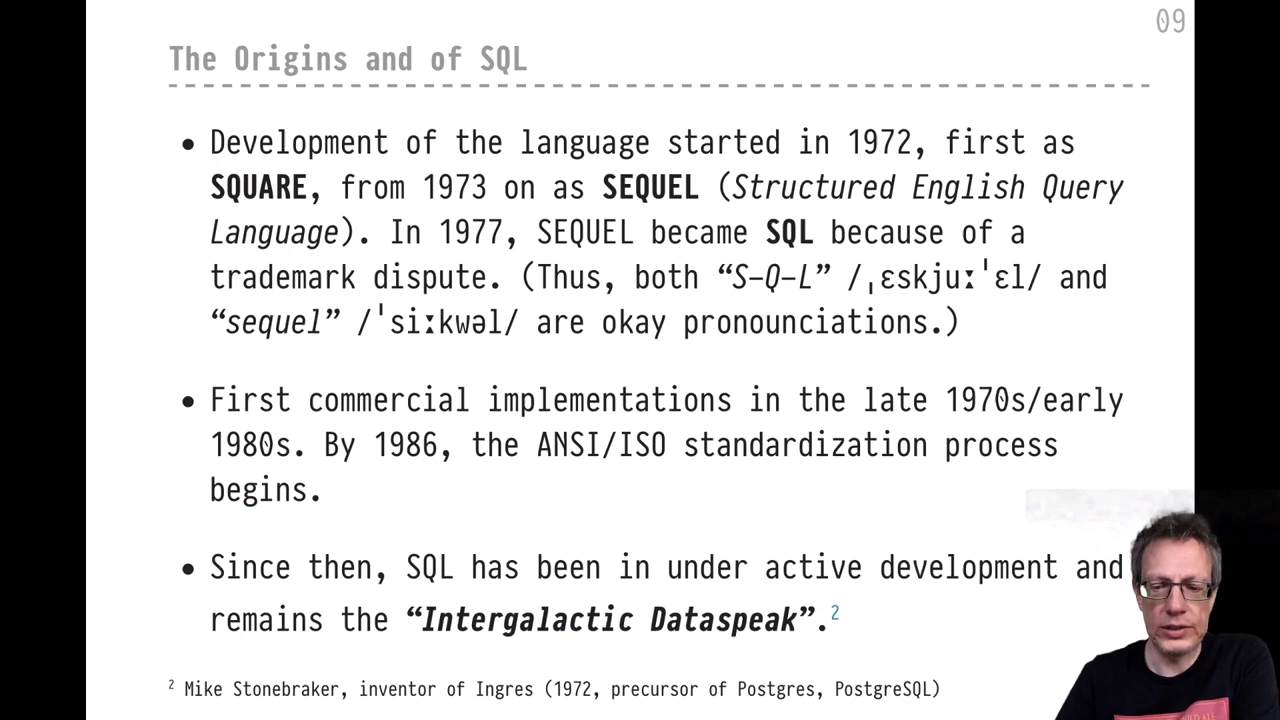 09
The Origins and of SQL
• Development of the language started in 1972, first as
SQUARE, from 1973 on as SEQUEL (Structured English Query
Language). In 1977, SEQUEL became SQL because of a
trademark dispute. (Thus, both “S–Q–L” /ˌɛskjuːˈɛl/ and
“sequel” /ˈsiːkwəl/ are okay pronounciations.)
• First commercial implementations in the late 1970s/early
1980s. By 1986, the ANSI/ISO standardization process
begins.
• Since then, SQL has been in under active development and
remains the “Intergalactic Dataspeak”.²
² Mike Stonebraker, inventor of Ingres (1972, precursor of Postgres, PostgreSQL)